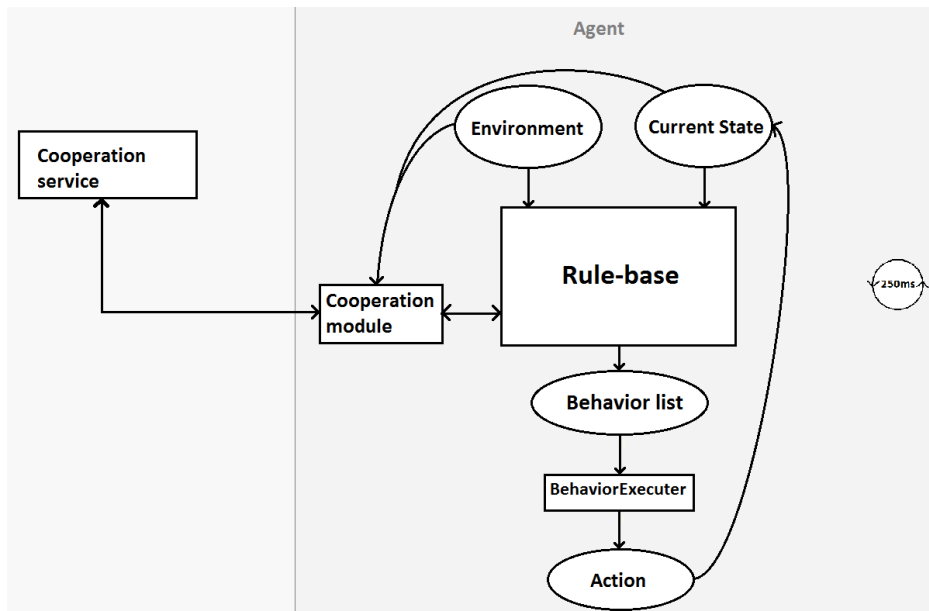 Agent
Environment
Current State
Cooperation
service
Rule-base
250ms
Cooperation
module
Behavior list
BehaviorExecuter
Action